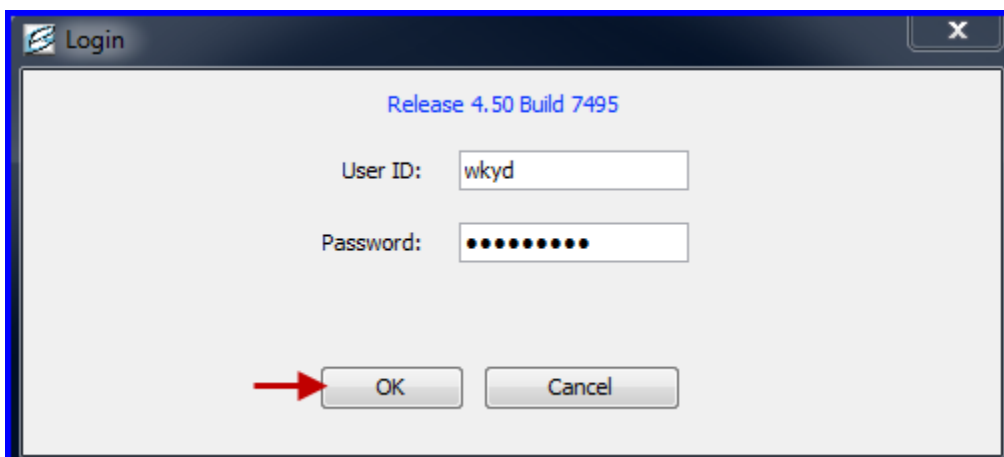 Login
X
Release 4.50 Build 7495
User ID: wkyd
Password: •••••••••
OK Cancel